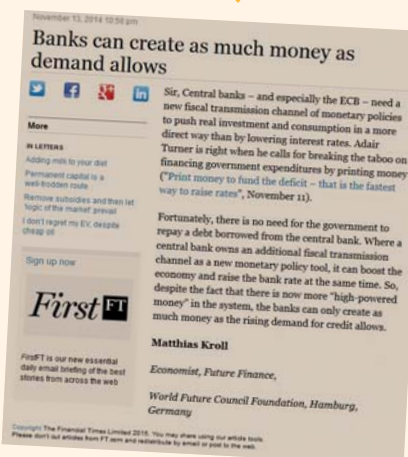 November 13, 2014 10:58 pm
Banks can create as much money as
demand allows
More
IN LETTERS
Adding mills to your diet
Permanent capital is a
well-trodden route
Remove subsidies and then let
logic of the market prevail
I don't regret my EV, despite
cheap oil
Sign up now
First FT
FirstFT is our new essential
daily email briefing of the best
stories from across the web
Sir, Central banks – and especially the ECB – need a
new fiscal transmission channel of monetary policies
to push real investment and consumption in a more
direct way than by lowering interest rates. Adair
Turner is right when he calls for breaking the taboo on
financing government expenditures by printing money
("Print money to fund the deficit – that is the fastest
way to raise rates", November 11).
Fortunately, there is no need for the government to
repay a debt borrowed from the central bank. Where a
central bank owns an additional fiscal transmission
channel as a new monetary policy tool, it can boost the
economy and raise the bank rate at the same time. So,
despite the fact that there is now more "high-powered
money" in the system, the banks can only create as
much money as the rising demand for credit allows.
Matthias Kroll
Economist, Future Finance,
World Future Council Foundation, Hamburg,
Germany
Copyright The Financial Times Limited 2015. You may share using our article tools.
Please don't cut articles from FT.com and redistribute by email or post to the web.